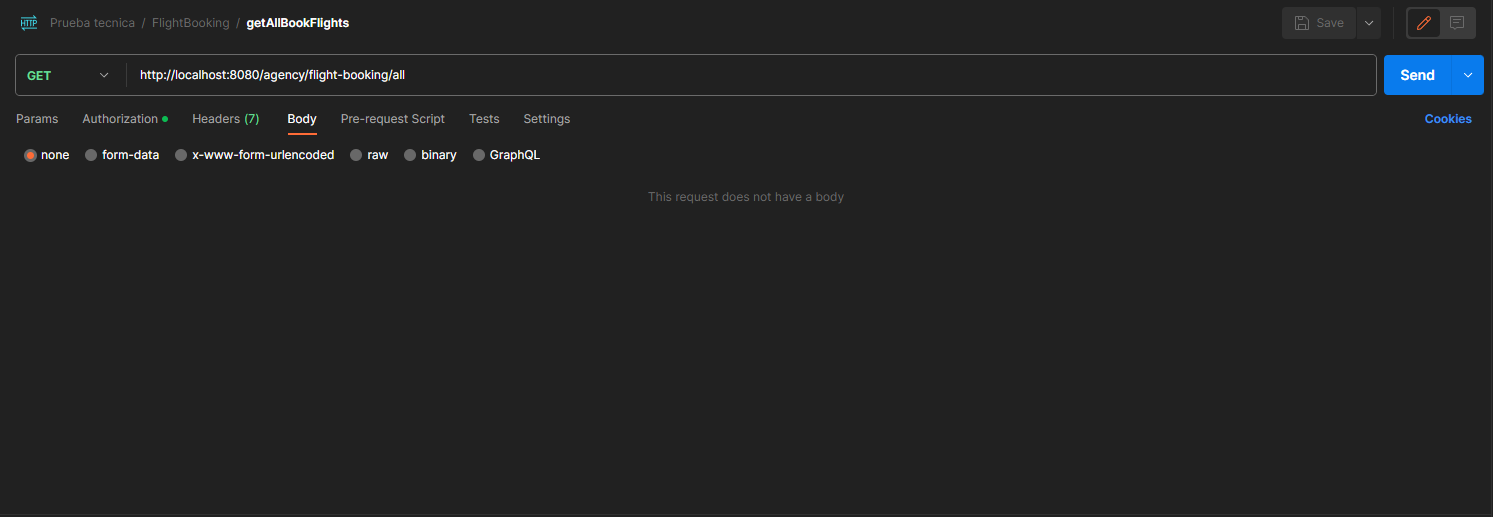 HTTP Prueba tecnica / FlightBooking / getAllBookFlights Save
GET http://localhost:8080/agency/flight-booking/all Send
Params Authorization Headers (7) Body Pre-request Script Tests Settings Cookies
none form-data x-www-form-urlencoded raw binary GraphQL
This request does not have a body